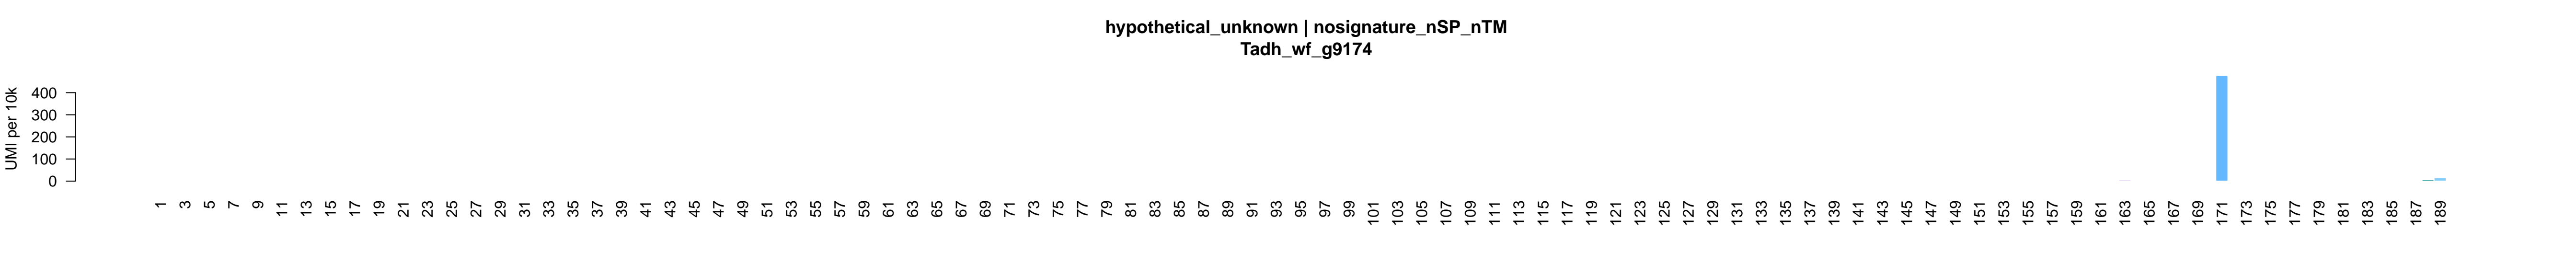 hypothetical_unknown | nosignature_nSP_nTM
Tadh_wf_g9174
UMI per 10k
400
300
200
100
0
1 3 5 7 9 11 13 15 17 19 21 23 25 27 29 31 33 35 37 39 41 43 45 47 49 51 53 55 57 59 61 63 65 67 69 71 73 75 77 79 81 83 85 87 89 91 93 95 97 99 101 103 105 107 109 111 113 115 117 119 121 123 125 127 129 131 133 135 137 139 141 143 145 147 149 151 153 155 157 159 161 163 165 167 169 171 173 175 177 179 181 183 185 187 189